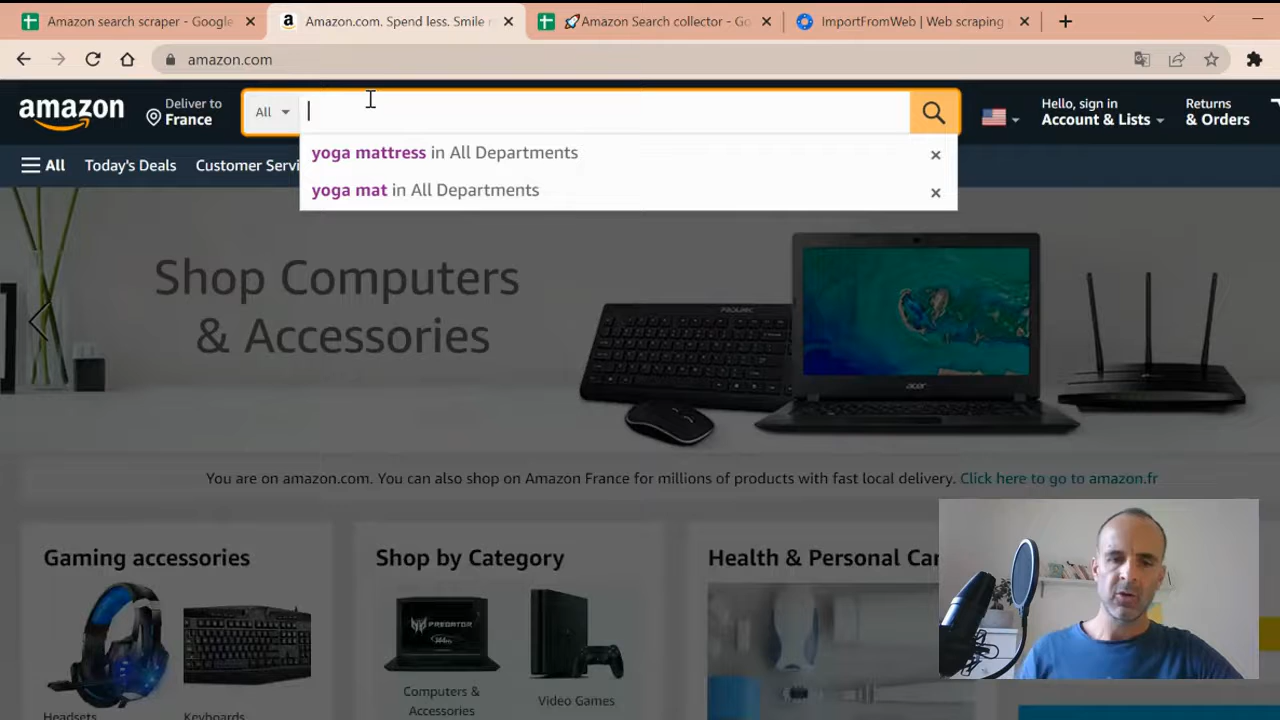 Amazon search scraper - Google
Amazon.com. Spend less. Smile
🚀Amazon Search collector - Go
ImportFromWeb | Web scraping
amazon.com
amazon
Deliver to
France
All
Hello, sign in
Account & Lists
Returns
& Orders
yoga mattress in All Departments
yoga mat in All Departments
All
Today's Deals
Customer Servi
Shop Computers
& Accessories
acer
You are on amazon.com. You can also shop on Amazon France for millions of products with fast local delivery. Click here to go to amazon.fr
Gaming accessories
Shop by Category
Health & Personal Car
PREDATOR
Headsets
Keyboards
Computers &
Accessories
Video Games